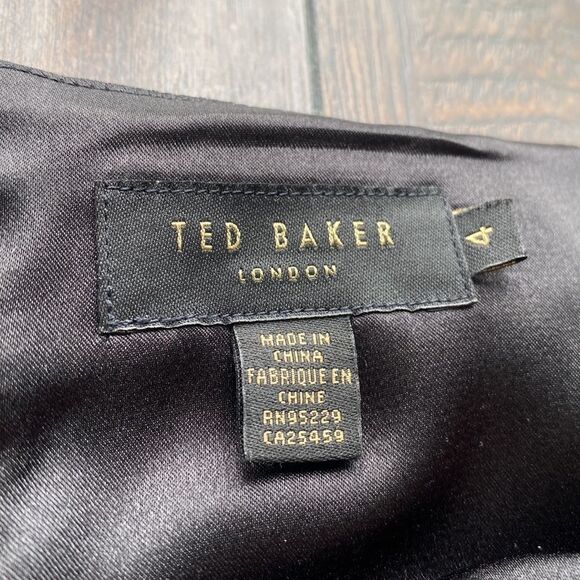 TED BAKER
LONDON
4
MADE IN
CHINA
FABRIQUE EN
CHINE
RN95229
CA25459